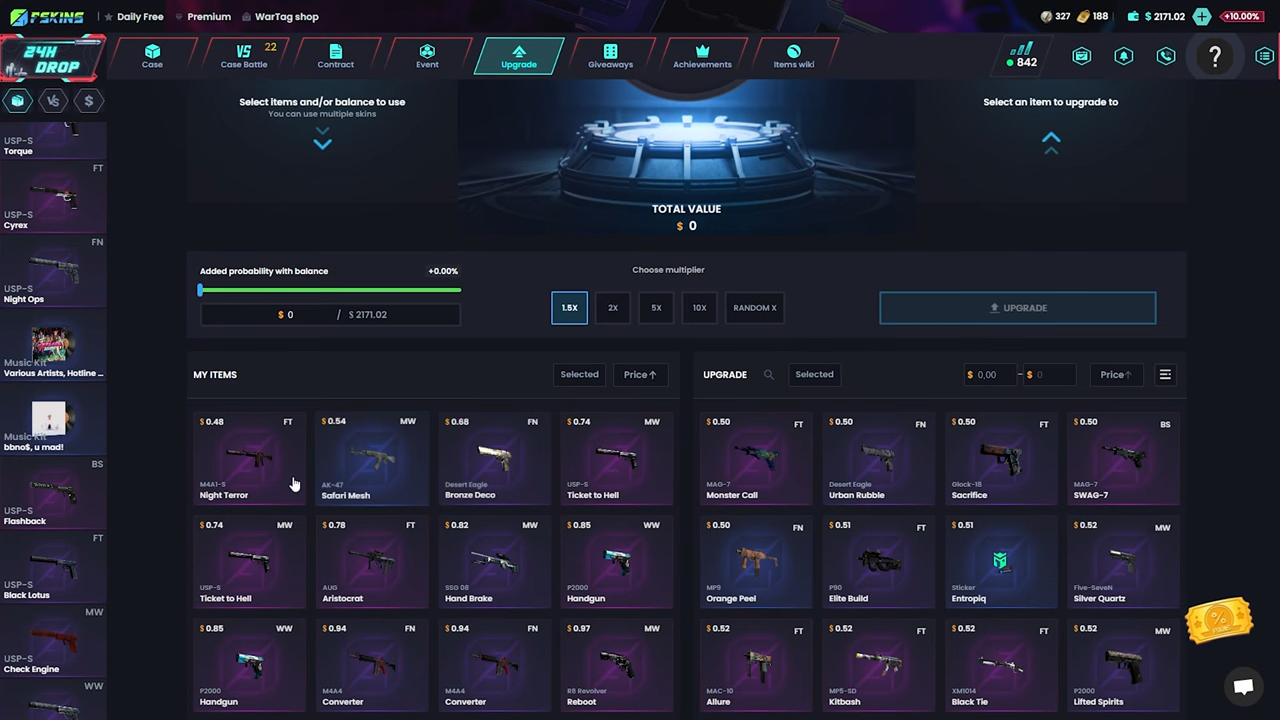 FSKINS
Daily Free
Premium
WarTag shop
327
188
$ 2171.02
+10.00%
24H
DROP
Case
VS
22
Case Battle
Contract
Event
Upgrade
Giveaways
Achievements
Items wiki
842
?
VS
$
USP-S
Torque
FT
USP-S
Cyrex
FN
USP-S
Night Ops
Music Kit
Various Artists, Hotline ...
Music Kit
bbno$, u mad!
BS
USP-S
Flashback
FT
USP-S
Black Lotus
MW
USP-S
Check Engine
WW
Select items and/or balance to use
You can use multiple skins
TOTAL VALUE
$ 0
Select an item to upgrade to
Added probability with balance
+0.00%
$ 0 / $ 2171.02
Choose multiplier
1.5X
2X
5X
10X
RANDOM X
UPGRADE
MY ITEMS
Selected
Price
$ 0.48 FT
M4A1-S
Night Terror
$ 0.54 MW
AK-47
Safari Mesh
$ 0.68 FN
Desert Eagle
Bronze Deco
$ 0.74 MW
USP-S
Ticket to Hell
$ 0.74 MW
USP-S
Ticket to Hell
$ 0.78 FT
AUG
Aristocrat
$ 0.82 MW
SSG 08
Hand Brake
$ 0.85 WW
P2000
Handgun
$ 0.85 WW
P2000
Handgun
$ 0.94 FN
M4A4
Converter
$ 0.94 FN
M4A4
Converter
$ 0.97 MW
R8 Revolver
Reboot
UPGRADE
Selected
$ 0,00 - $ 0
Price
$ 0.50 FT
MAG-7
Monster Call
$ 0.50 FN
Desert Eagle
Urban Rubble
$ 0.50 FT
Glock-18
Sacrifice
$ 0.50 BS
MAG-7
SWAG-7
$ 0.50 FN
MP9
Orange Peel
$ 0.51 FT
P90
Elite Build
$ 0.51
Sticker
Entropiq
$ 0.52 MW
Five-SeveN
Silver Quartz
$ 0.52 FT
MAC-10
Allure
$ 0.52 FT
MP5-SD
Kitbash
$ 0.52 FT
XM1014
Black Tie
$ 0.52 MW
P2000
Lifted Spirits
%